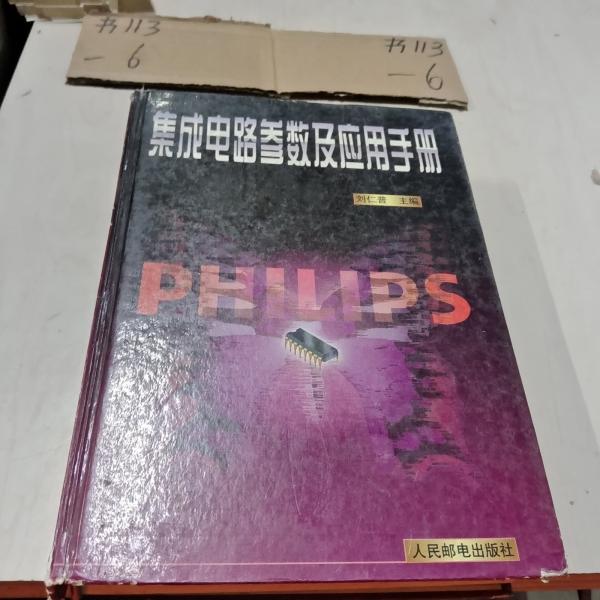 书113
-6
书113
-6
集成电路参数及应用手册
刘仁普 主编
PHILIPS
人民邮电出版社